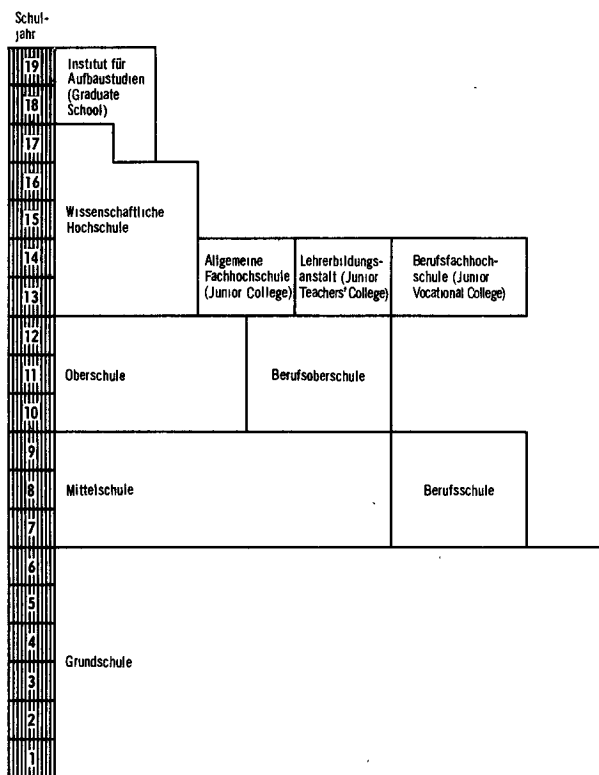 Schul-
jahr
19
Institut für
Aufbaustudien
(Graduate
School)
18
17
16
15
Wissenschaftliche
Hochschule
14
13
Allgemeine
Fachhochschule
(Junior College)
Lehrerbildungs-
anstalt (Junior
Teachers' College)
Berufsfachhoch-
schule (Junior
Vocational College)
12
11
10
Oberschule
Berufsoberschule
9
8
7
Mittelschule
Berufsschule
6
5
4
3
2
1
Grundschule